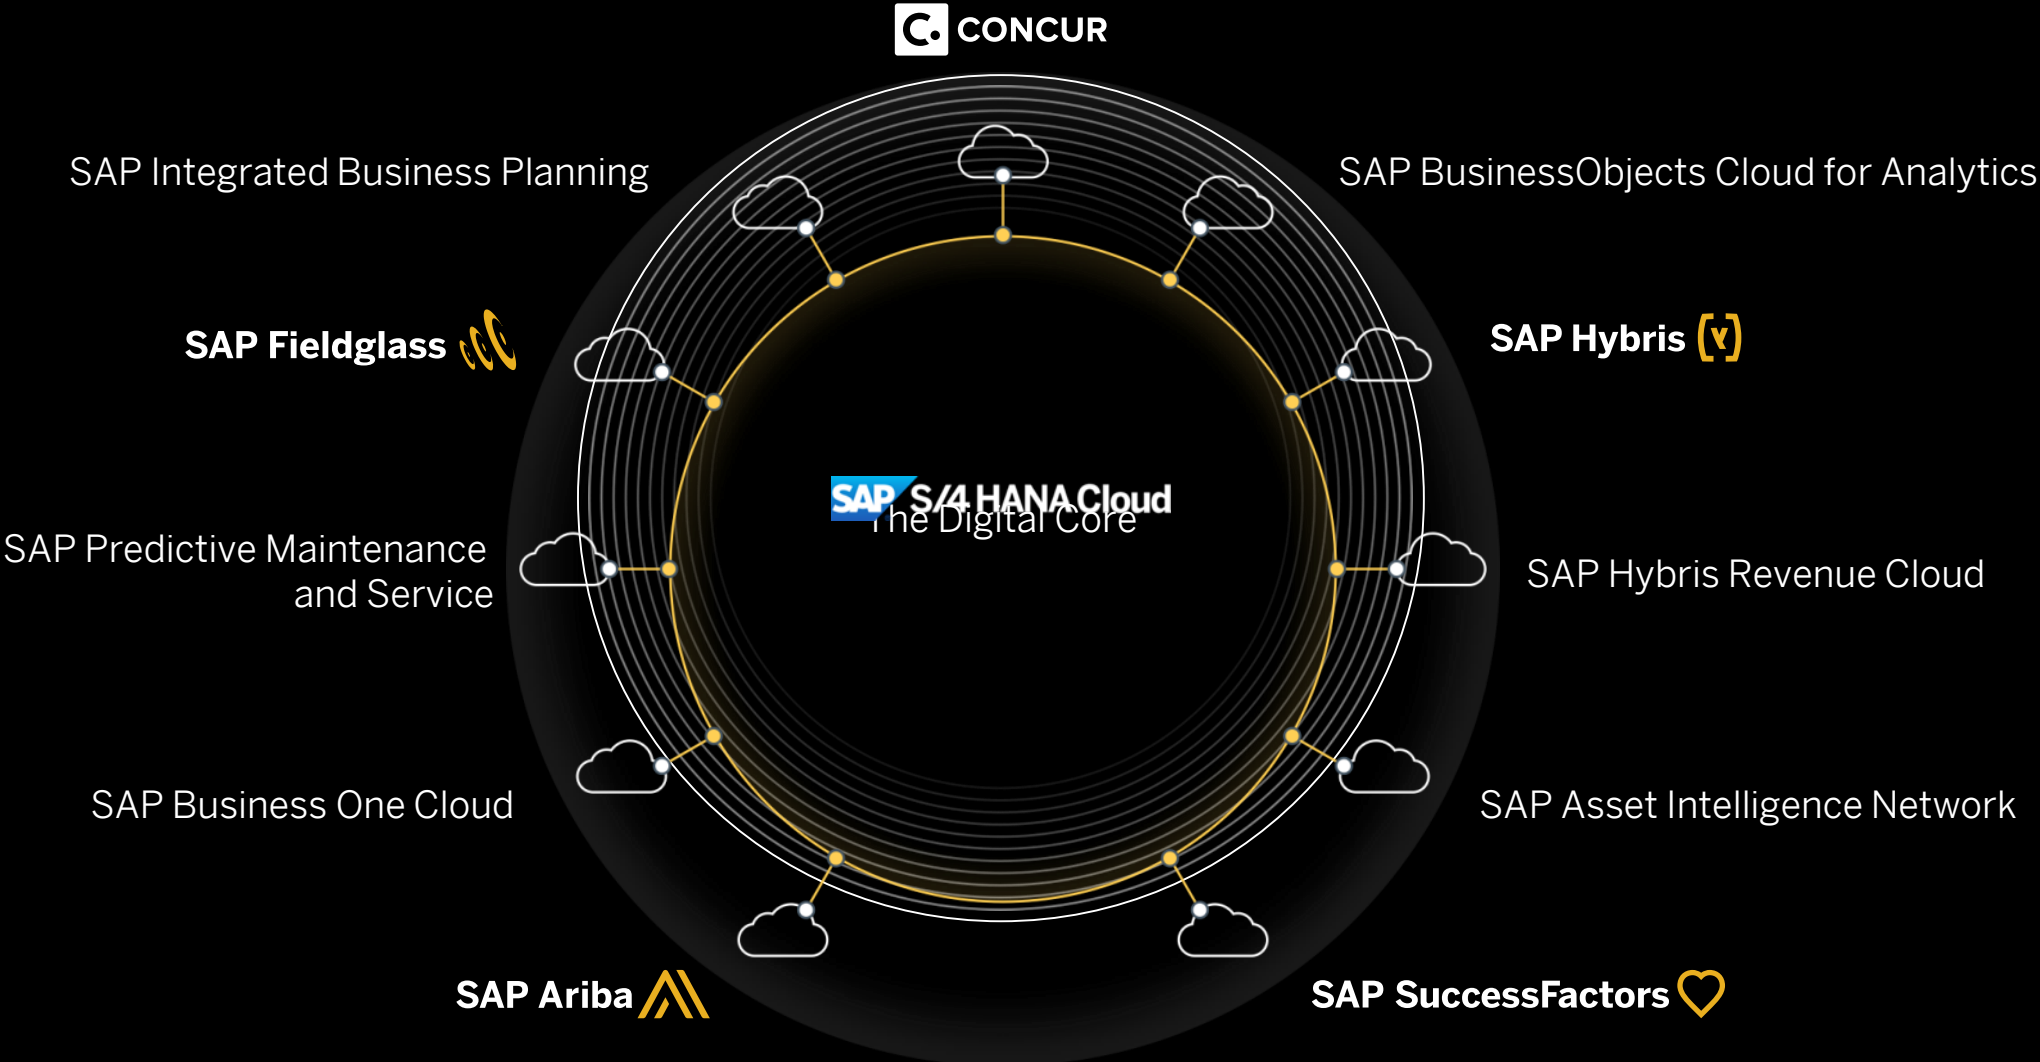 C. CONCUR
SAP Integrated Business Planning
SAP BusinessObjects Cloud for Analytics
SAP Fieldglass
SAP Hybris
SAP S/4 HANA Cloud
The Digital Core
SAP Predictive Maintenance
and Service
SAP Hybris Revenue Cloud
SAP Business One Cloud
SAP Asset Intelligence Network
SAP Ariba
SAP SuccessFactors